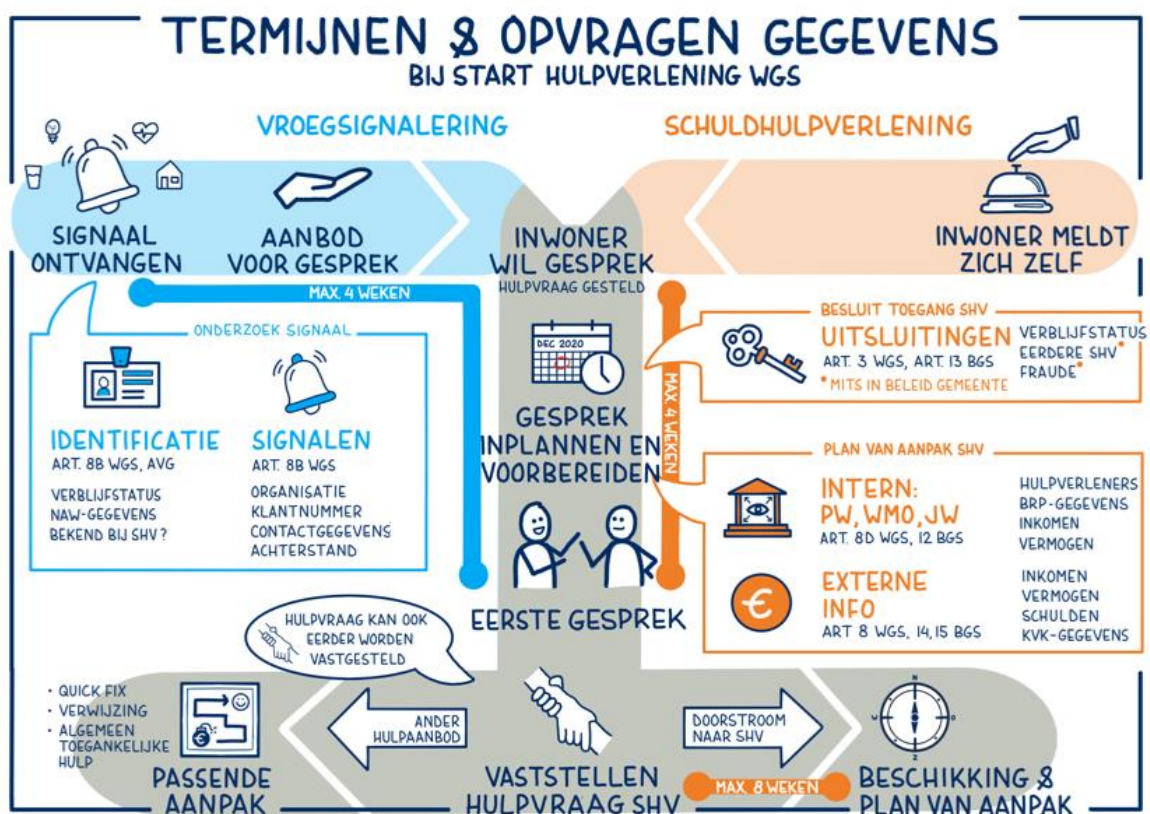 TERMIJNEN & OPVRAGEN GEGEVENS
BIJ START HULPVERLENING WGS
VROEGSIGNALERING
SCHULDHULPVERLENING
SIGNAAL
ONTVANGEN
AANBOD
VOOR GESPREK
INWONER
WIL GESPREK
HULPVRAAG GESTELD
INWONER MELDT
ZICH ZELF
MAX. 4 WEKEN
ONDERZOEK SIGNAAL
IDENTIFICATIE
ART. 8B WGS, AVG
VERBLIJFSTATUS
NAW-GEGEVENS
BEKEND BIJ SHV?
SIGNALEN
ART. 8B WGS
ORGANISATIE
KLANTNUMMER
CONTACTGEGEVENS
ACHTERSTAND
DEC 2020
GESPREK
INPLANNEN EN
VOORBEREIDEN
EERSTE GESPREK
MAX. 4 WEKEN
BESLUIT TOEGANG SHV
UITSLUITINGEN
ART. 3 WGS, ART. 13 BGS
*MITS IN BELEID GEMEENTE
VERBLIJFSTATUS
EERDERE SHV*
FRAUDE*
PLAN VAN AANPAK SHV
INTERN:
PW, WMO, JW
ART. 8D WGS, 12 BGS
HULPVERLENERS
BRP-GEGEVENS
INKOMEN
VERMOGEN
€
EXTERNE
INFO
ART 8 WGS, 14,15 BGS
INKOMEN
VERMOGEN
SCHULDEN
KVK-GEGEVENS
HULPVRAAG KAN OOK
EERDER WORDEN
VASTGESTELD
• QUICK FIX
• VERWIJZING
• ALGEMEEN
TOEGANKELIJKE
HULP
€
PASSENDE
AANPAK
ANDER
HULPAANBOD
VASTSTELLEN
HULPVRAAG SHV
DOORSTROOM
NAAR SHV
MAX. 8 WEKEN
N
W
O
Z
BESCHIKKING &
PLAN VAN AANPAK